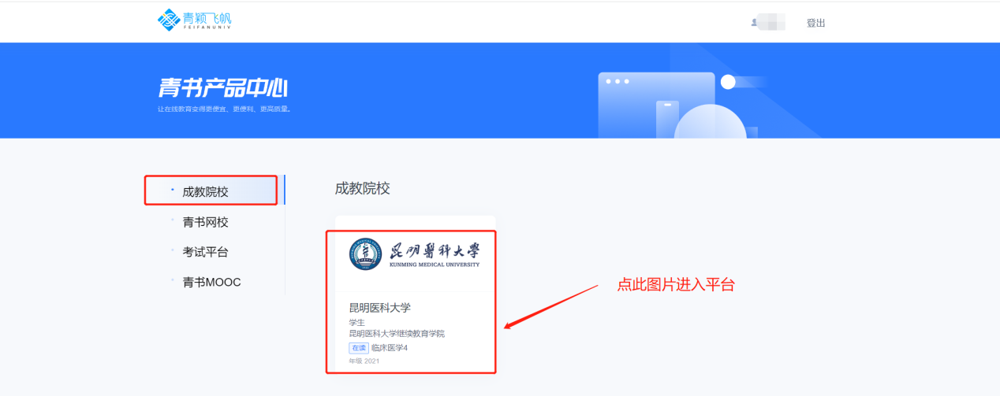 青颖飞帆
FEIFANUNIV
登出
青书产品中心
让在线教育变得更便宜、更便利、更高质量。
成教院校
青书网校
考试平台
青书MOOC
成教院校
昆明醫科大學
KUNMING MEDICAL UNIVERSITY
昆明医科大学
学生
昆明医科大学继续教育学院
在读 临床医学4
年级 2021
点此图片进入平台